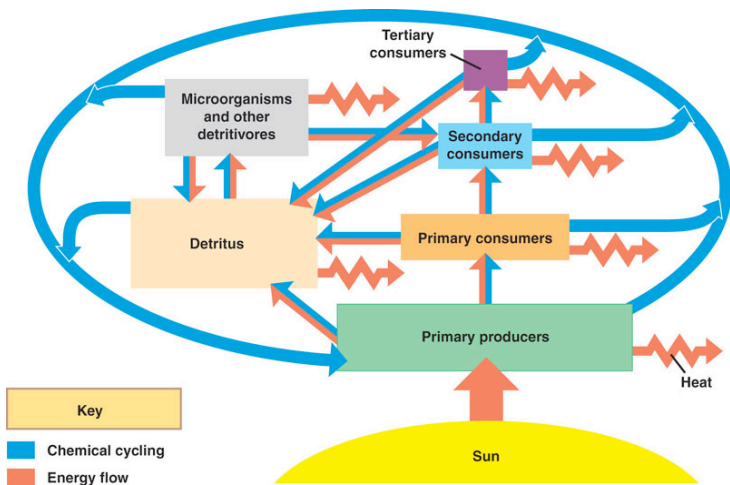 Tertiary
consumers
Microorganisms
and other
detritivores
Secondary
consumers
Detritus
Primary consumers
Primary producers
Heat
Key
Chemical cycling
Sun
Energy flow